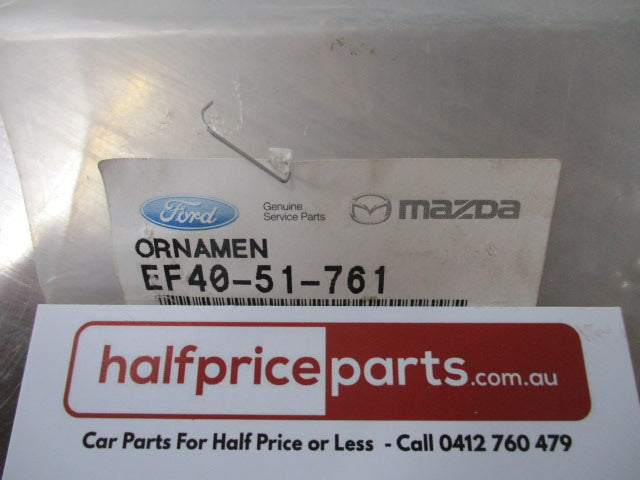 Ford
Genuine
Service Parts
mazda
ORNAMEN
EF40-51-761
halfpriceparts.com.au
Car Parts For Half Price or Less - Call 0412 760 479